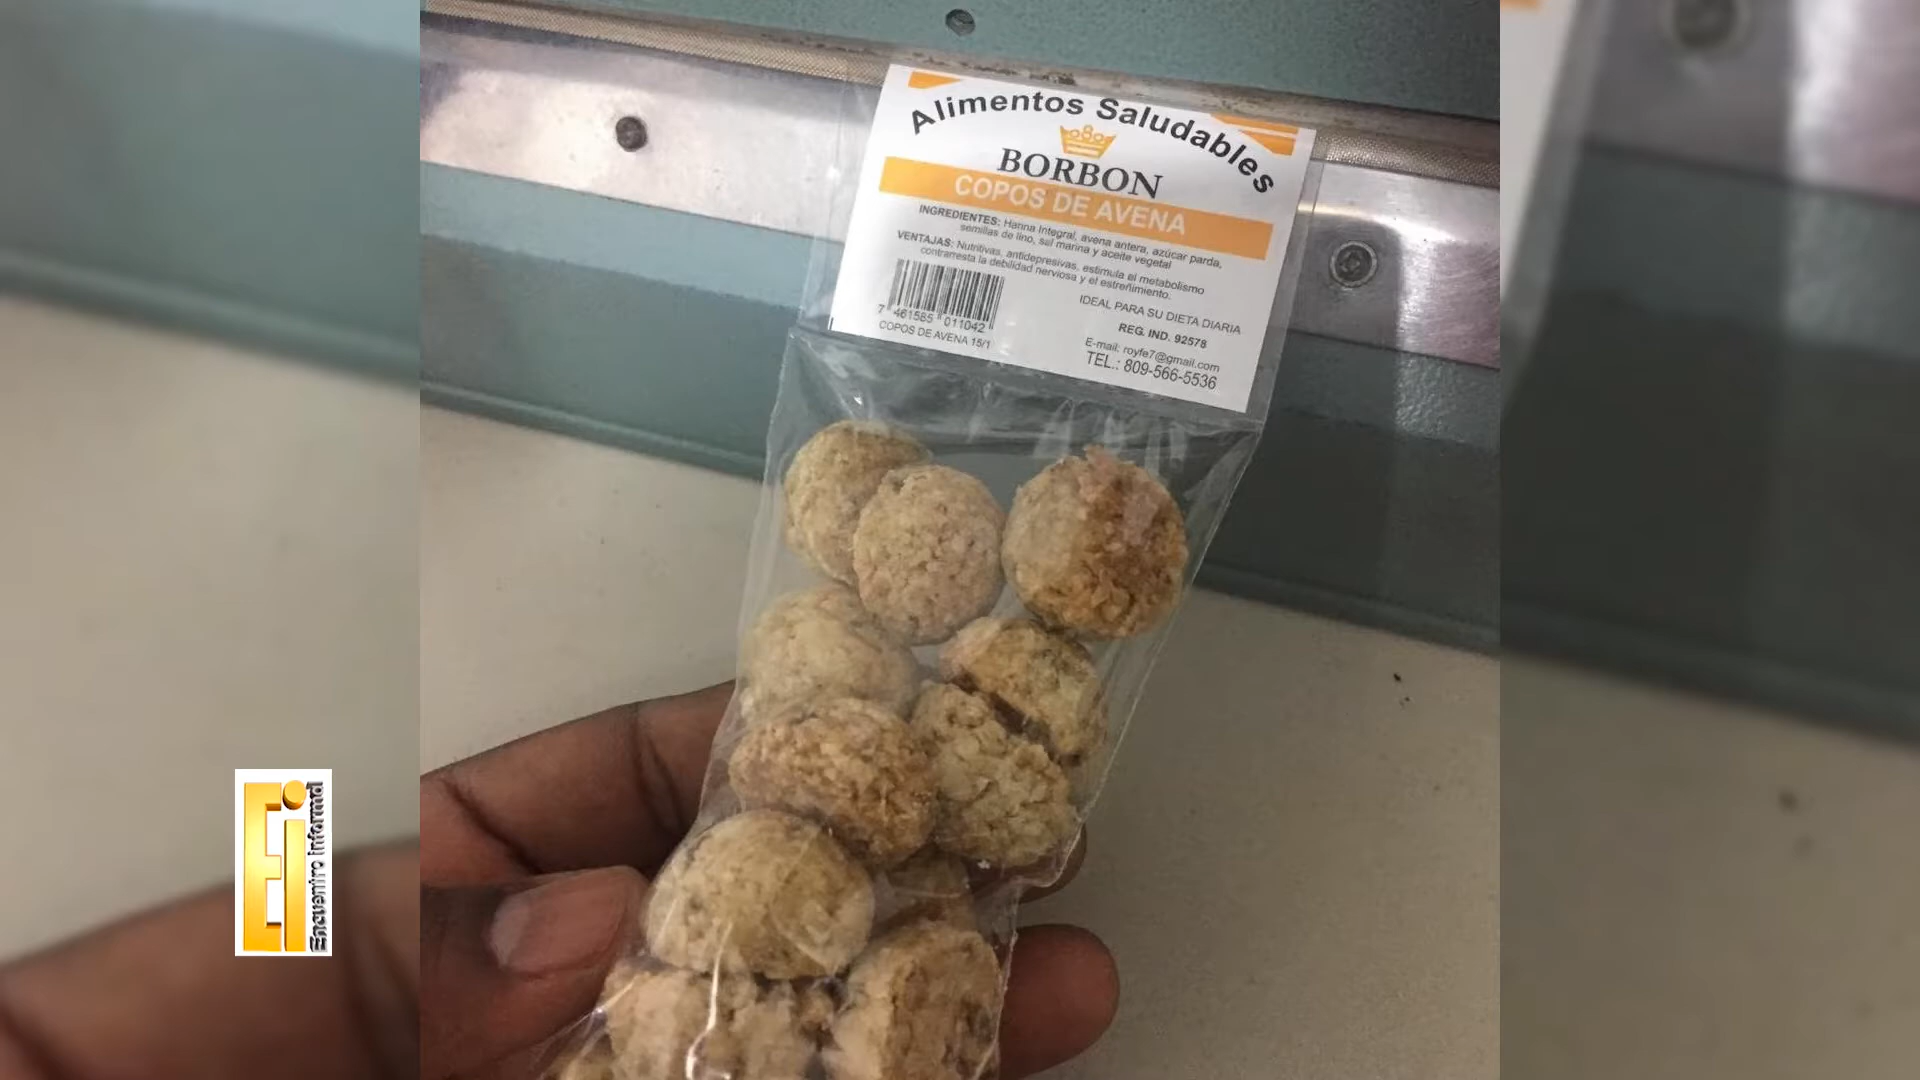 Alimentos Saludables
BORBON
COPOS DE AVENA
INGREDIENTES: Harina Integral, avena antera, azúcar parda,
semillas de lino, sal marina y aceite vegetal
VENTAJAS: Nutritivas, antidepresivas, estimula el metabolismo
contrarresta la debilidad nerviosa y el estreñimiento.
7 461585 011042
COPOS DE AVENA 15/1
IDEAL PARA SU DIETA DIARIA
REG. IND. 92578
E-mail: royfe7@gmail.com
TEL.: 809-566-5536
Ei
Encuentro informal